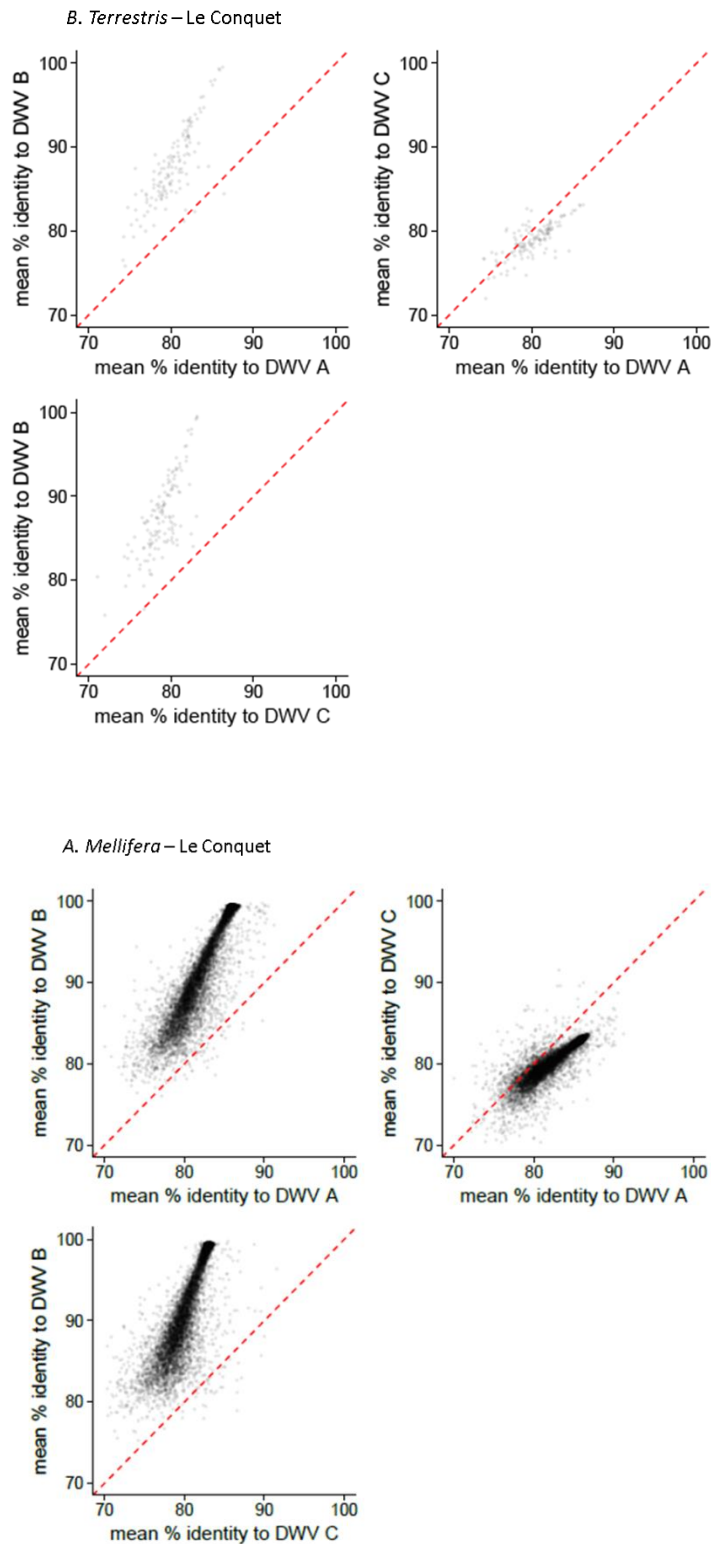 B. Terrestris – Le Conquet
mean % identity to DWV B
100
90
80
70
70 80 90 100
mean % identity to DWV A
mean % identity to DWV C
100
90
80
70
70 80 90 100
mean % identity to DWV A
mean % identity to DWV B
100
90
80
70
70 80 90 100
mean % identity to DWV C
A. Mellifera – Le Conquet
mean % identity to DWV B
100
90
80
70
70 80 90 100
mean % identity to DWV A
mean % identity to DWV C
100
90
80
70
70 80 90 100
mean % identity to DWV A
mean % identity to DWV B
100
90
80
70
70 80 90 100
mean % identity to DWV C